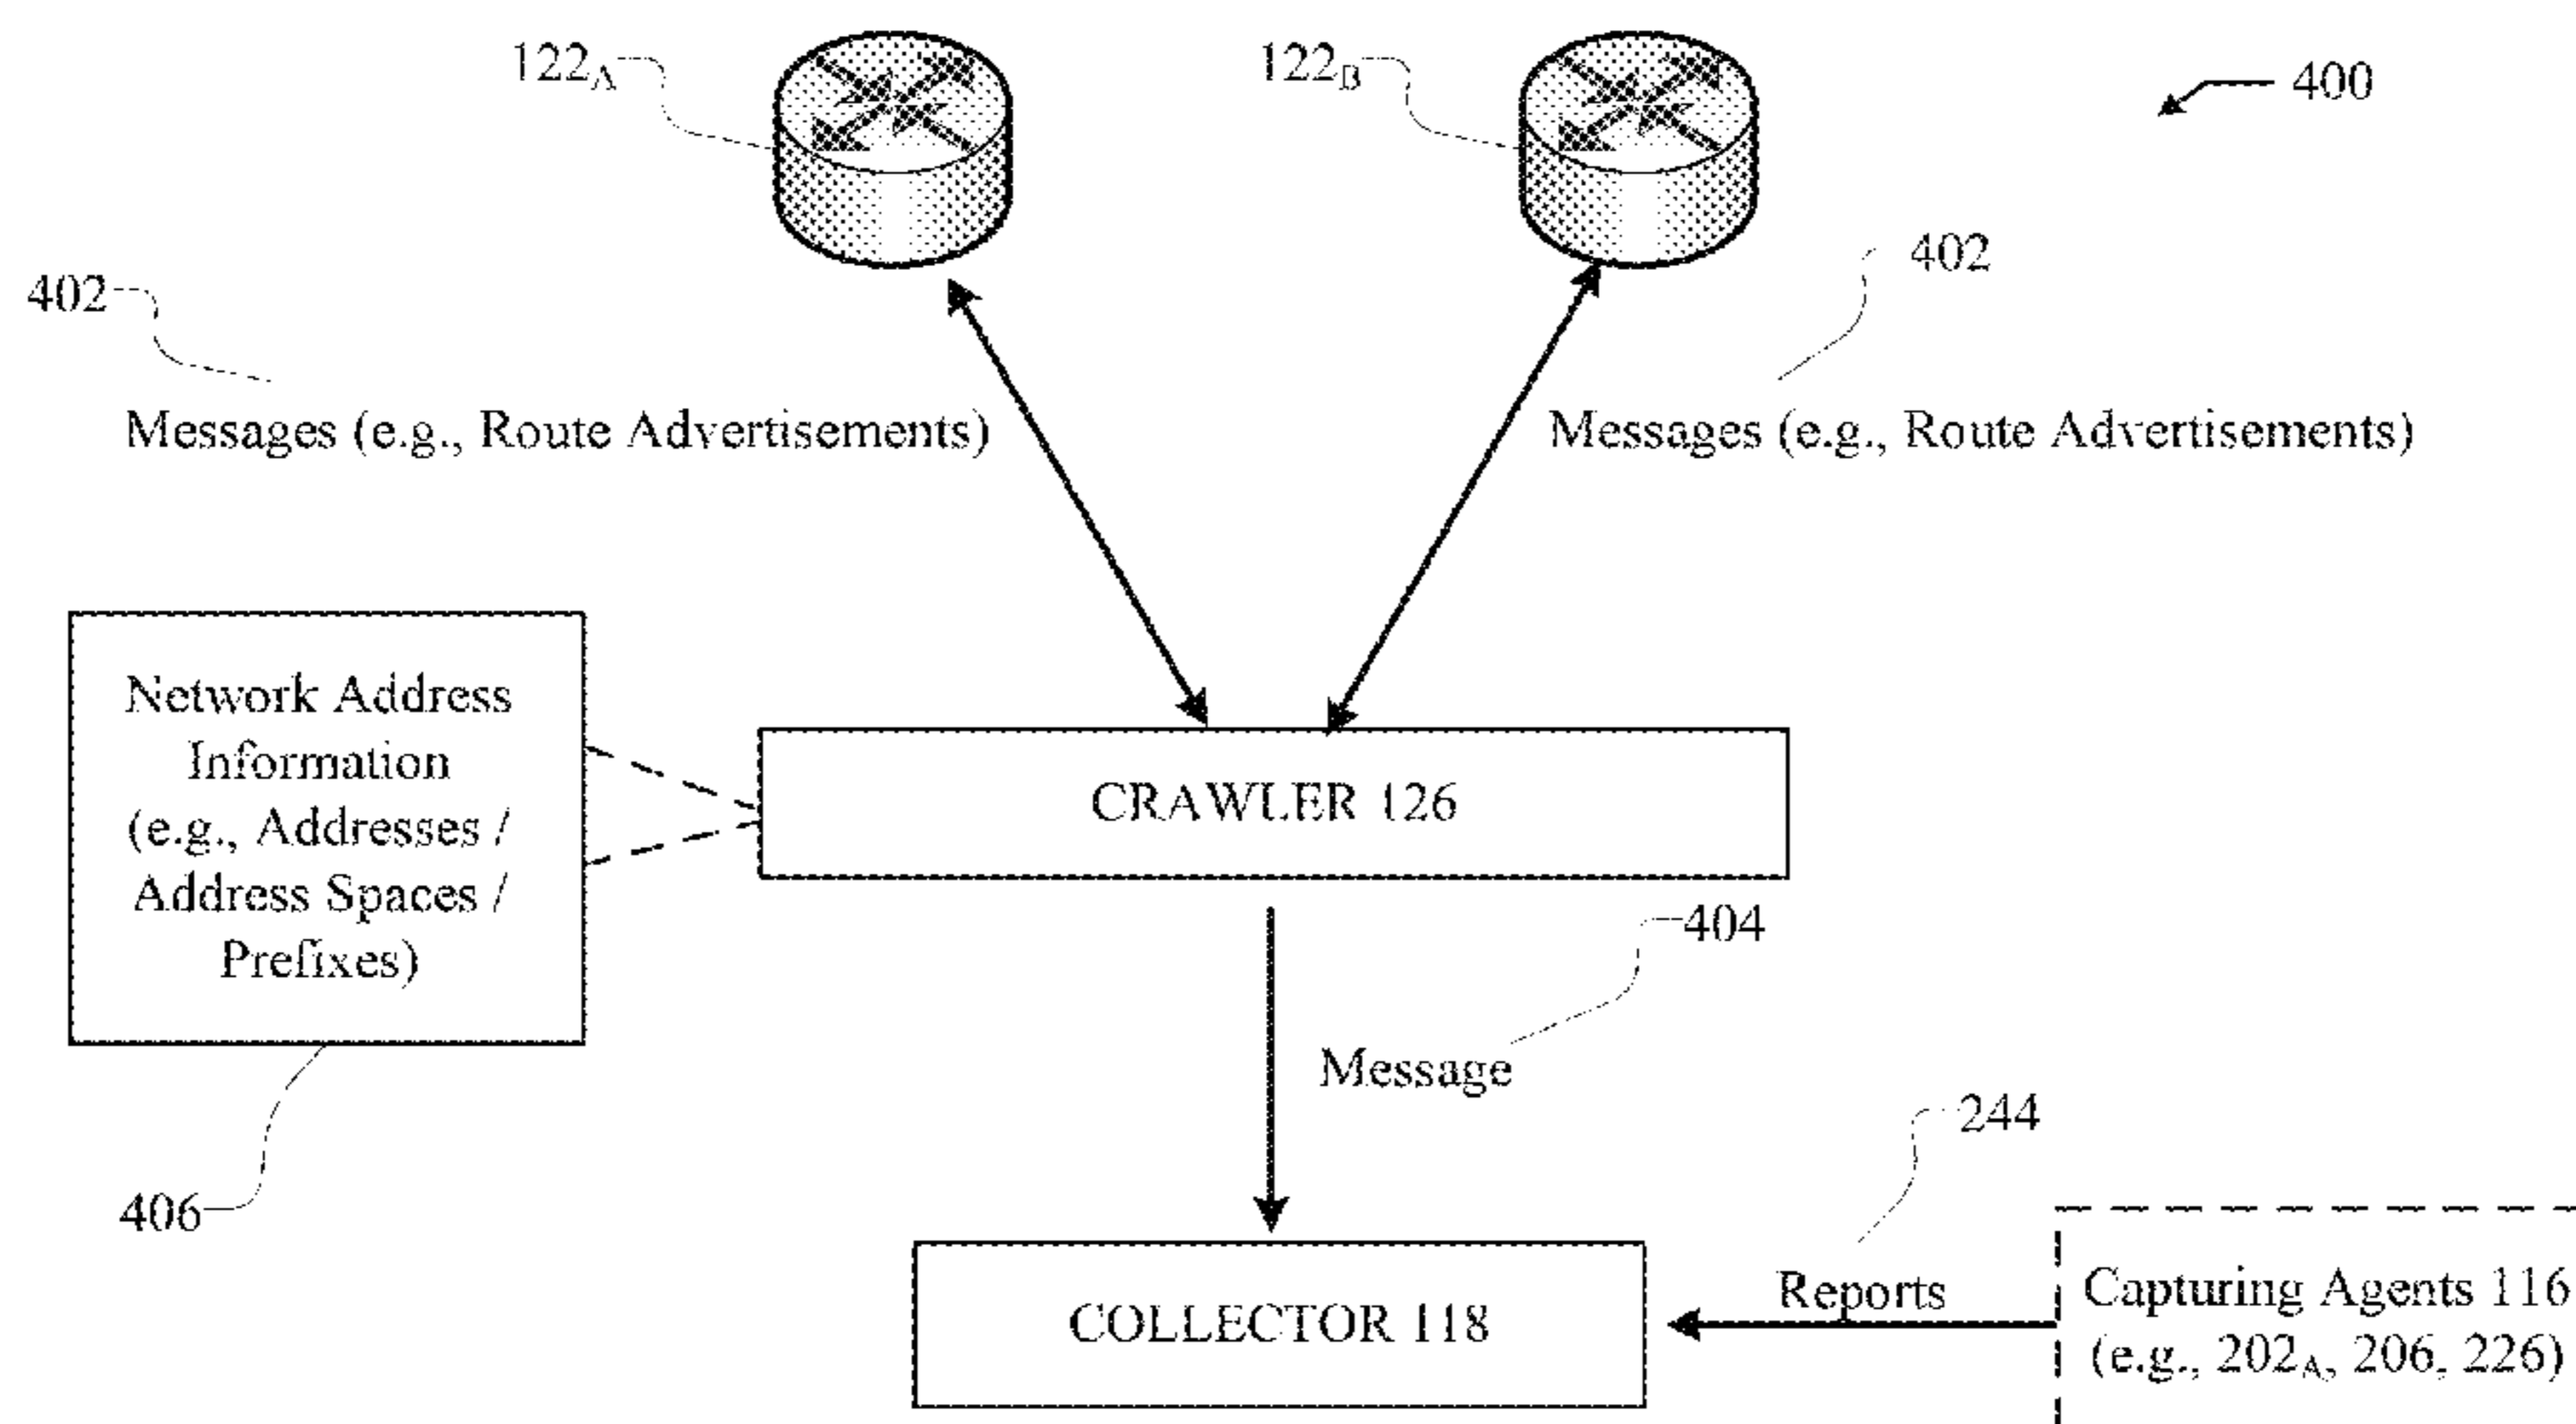 122A
122B
400
402
402
Messages (e.g., Route Advertisements)
Messages (e.g., Route Advertisements)
Network Address
Information
(e.g., Addresses /
Address Spaces /
Prefixes)
CRAWLER 126
404
Message
406
244
Reports
COLLECTOR 118
Capturing Agents 116
(e.g., 202A, 206, 226)